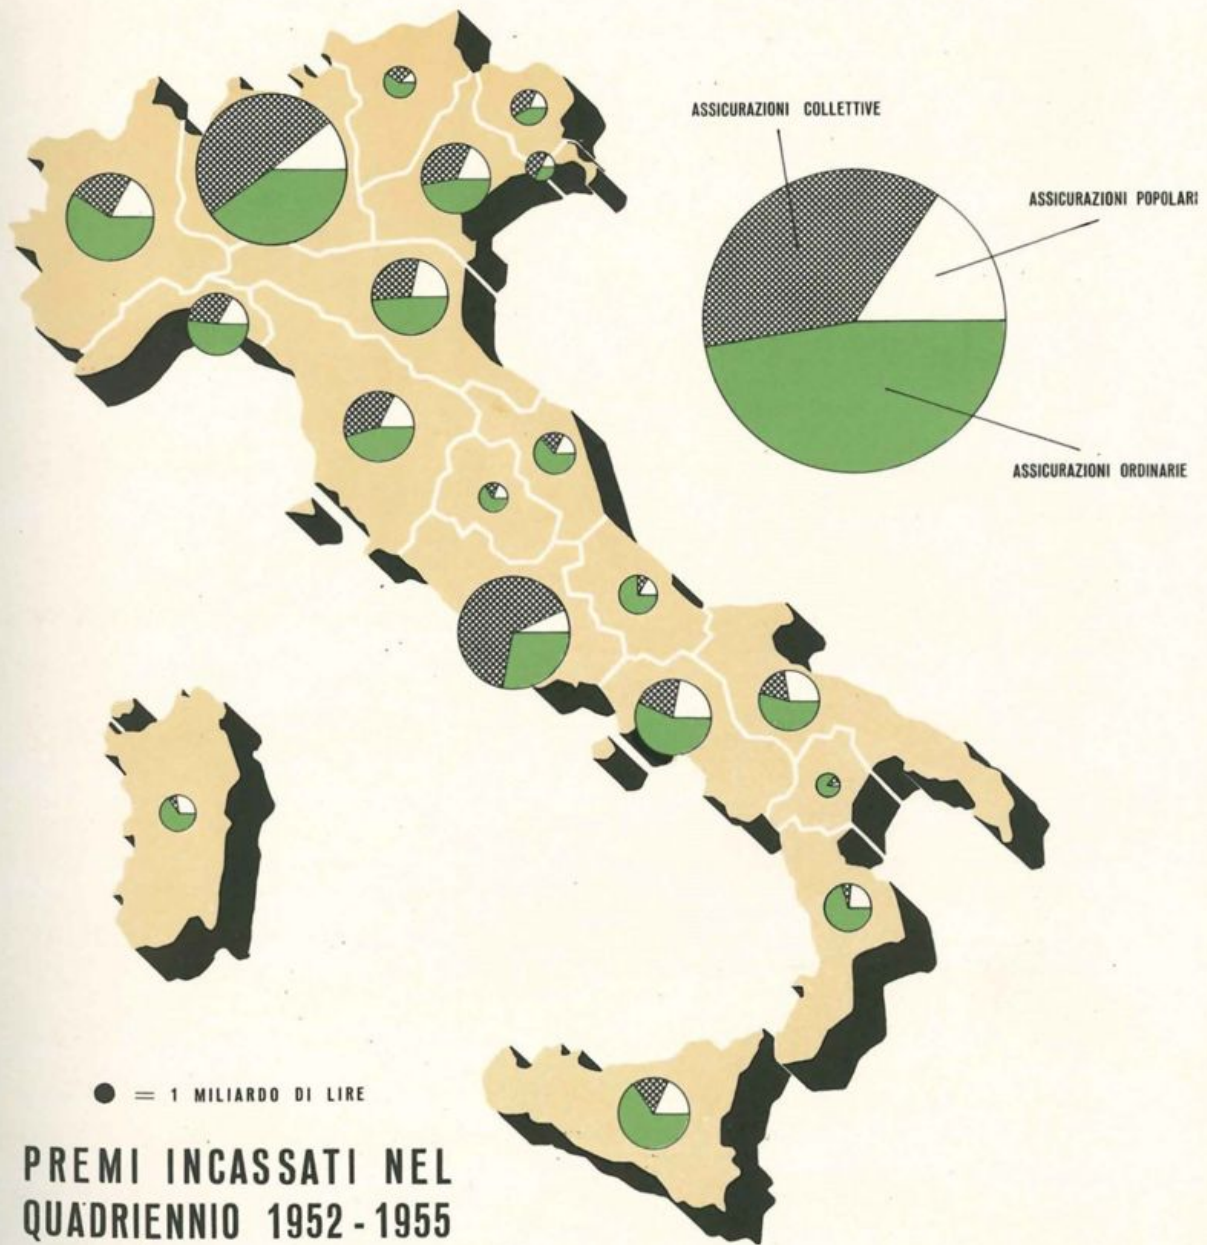 ASSICURAZIONI COLLETTIVE
ASSICURAZIONI POPOLARI
ASSICURAZIONI ORDINARIE
= 1 MILIARDO DI LIRE
PREMI INCASSATI NEL
QUADRIENNIO 1952-1955